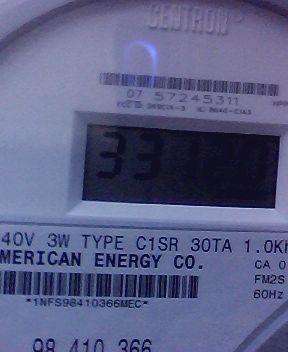 CENTRON
07 57245311
33
40V 3W TYPE C1SR 30TA 1.0K
MERICAN ENERGY CO.
CA 0
FM2S
60Hz
*1NFS98410366MEC*
98 410 366